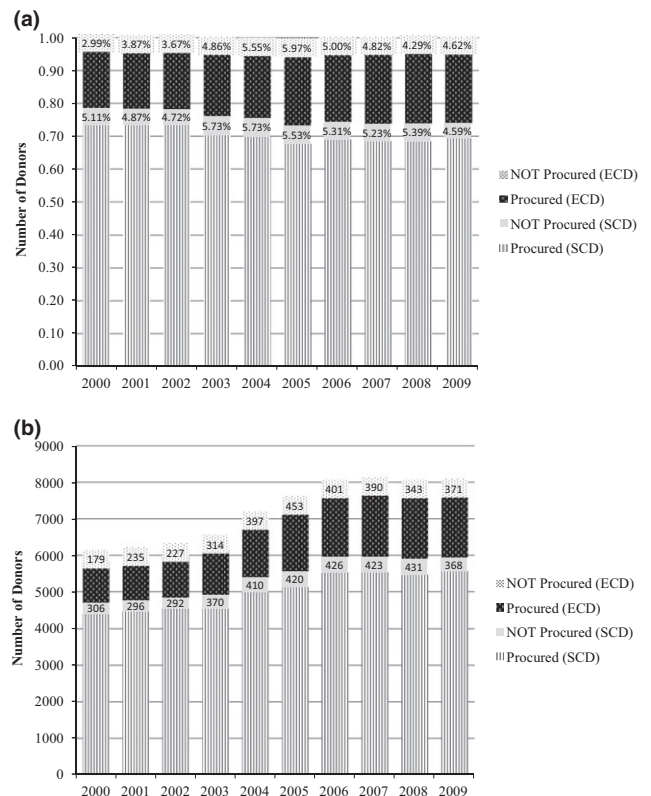 (a)
1.00
0.90
0.80
0.70
0.60
0.50
0.40
0.30
0.20
0.10
0.00
Number of Donors
2.99% 3.87% 3.67% 4.86% 5.55% 5.97% 5.00% 4.82% 4.29% 4.62%
5.11% 4.87% 4.72% 5.73% 5.73% 5.53% 5.31% 5.23% 5.39% 4.59%
2000 2001 2002 2003 2004 2005 2006 2007 2008 2009
NOT Procured (ECD)
Procured (ECD)
NOT Procured (SCD)
Procured (SCD)
(b)
9000
8000
7000
6000
5000
4000
3000
2000
1000
0
Number of Donors
179 235 227 314 397 453 401 390 343 371
306 296 292 370 410 420 426 423 431 368
2000 2001 2002 2003 2004 2005 2006 2007 2008 2009
NOT Procured (ECD)
Procured (ECD)
NOT Procured (SCD)
Procured (SCD)